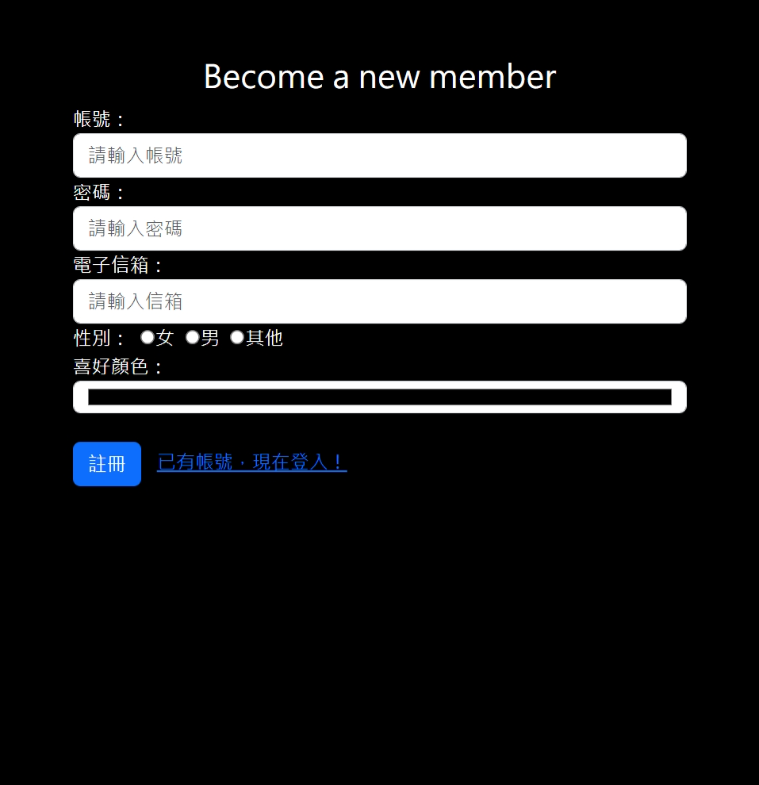 Become a new member
帳號：
請輸入帳號
密碼：
請輸入密碼
電子信箱：
請輸入信箱
性別： 女 男 其他
喜好顏色：
註冊 已有帳號，現在登入！